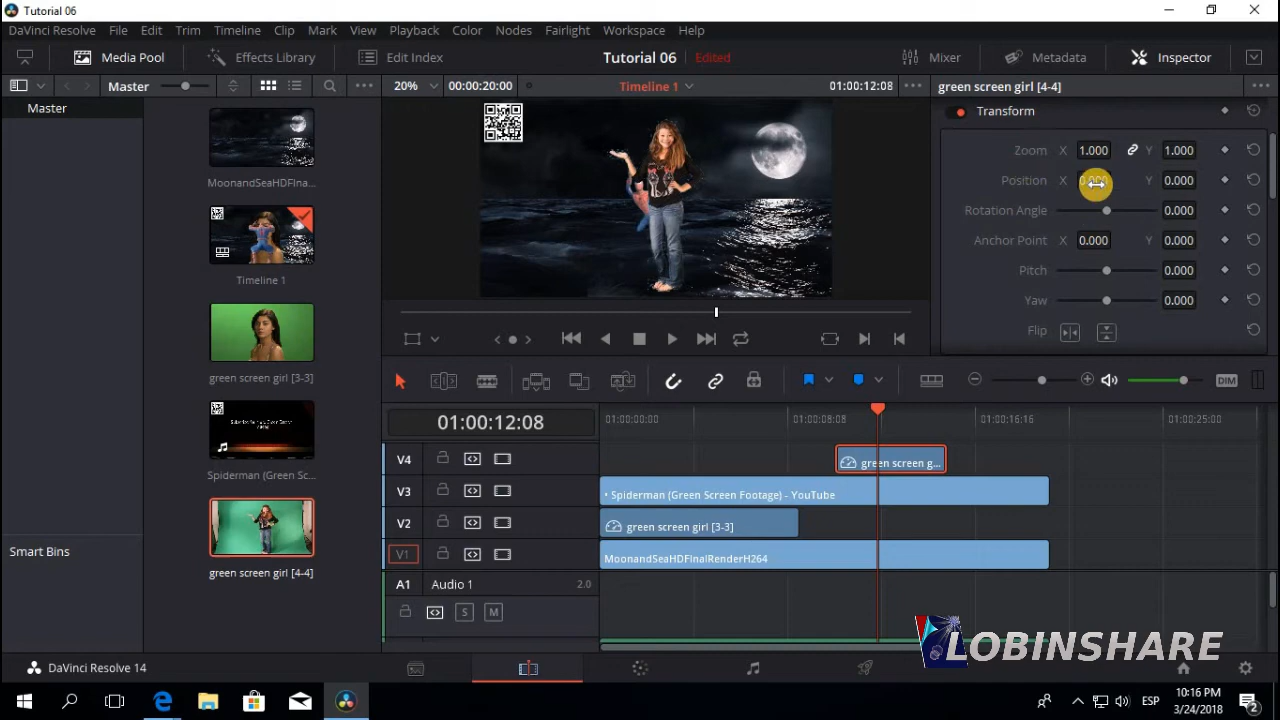 Tutorial 06
DaVinci Resolve File Edit Trim Timeline Clip Mark View Playback Color Nodes Fairlight Workspace Help
Media Pool Effects Library Edit Index Tutorial 06 Edited Mixer Metadata Inspector
Master 20% 00:00:20:00 Timeline 1 01:00:12:08 green screen girl [4-4]
Master
MoonandSeaHDFIna...
Timeline 1
green screen girl [3-3]
Spiderman (Green Sc...
green screen girl [4-4]
Smart Bins
Transform
Zoom X 1.000 Y 1.000
Position X Y 0.000
Rotation Angle 0.000
Anchor Point X 0.000 Y 0.000
Pitch 0.000
Yaw 0.000
Flip
DIM
01:00:12:08 01:00:00:00 01:00:08:08 01:00:16:16 01:00:25:00
V4 green screen g...
V3 • Spiderman (Green Screen Footage) - YouTube
V2 green screen girl [3-3]
V1 MoonandSeaHDFInalRenderH264
A1 Audio 1 2.0
S M
LOBINSHARE
DaVinci Resolve 14
ESP
10:16 PM
3/24/2018
2